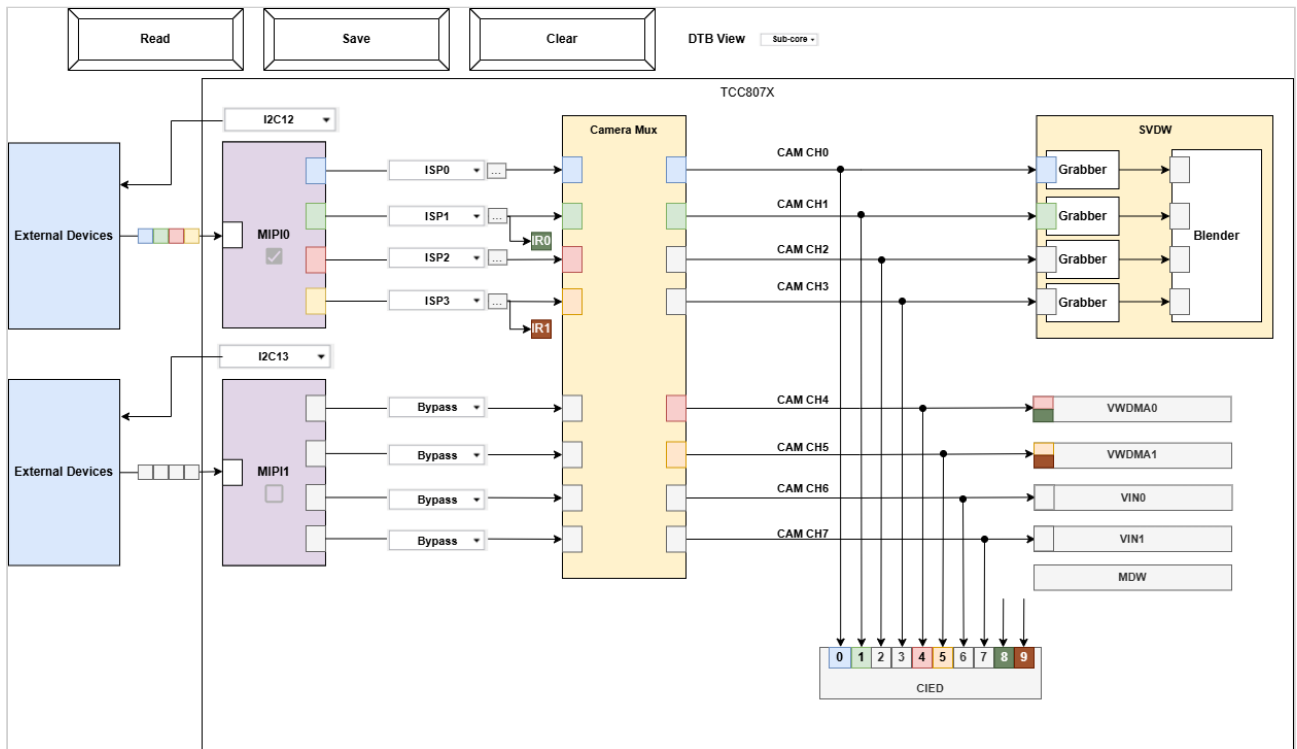 Read
Save
Clear
DTB View
Sub-core
TCC807X
I2C12
Camera Mux
SVDW
External Devices
MIPI0
ISP0
...
CAM CH0
Grabber
ISP1
...
IR0
CAM CH1
Grabber
Blender
ISP2
...
CAM CH2
Grabber
ISP3
...
IR1
CAM CH3
Grabber
I2C13
External Devices
MIPI1
Bypass
CAM CH4
VWDMA0
Bypass
CAM CH5
VWDMA1
Bypass
CAM CH6
VIN0
Bypass
CAM CH7
VIN1
MDW
0 1 2 3 4 5 6 7 8 9
CIED